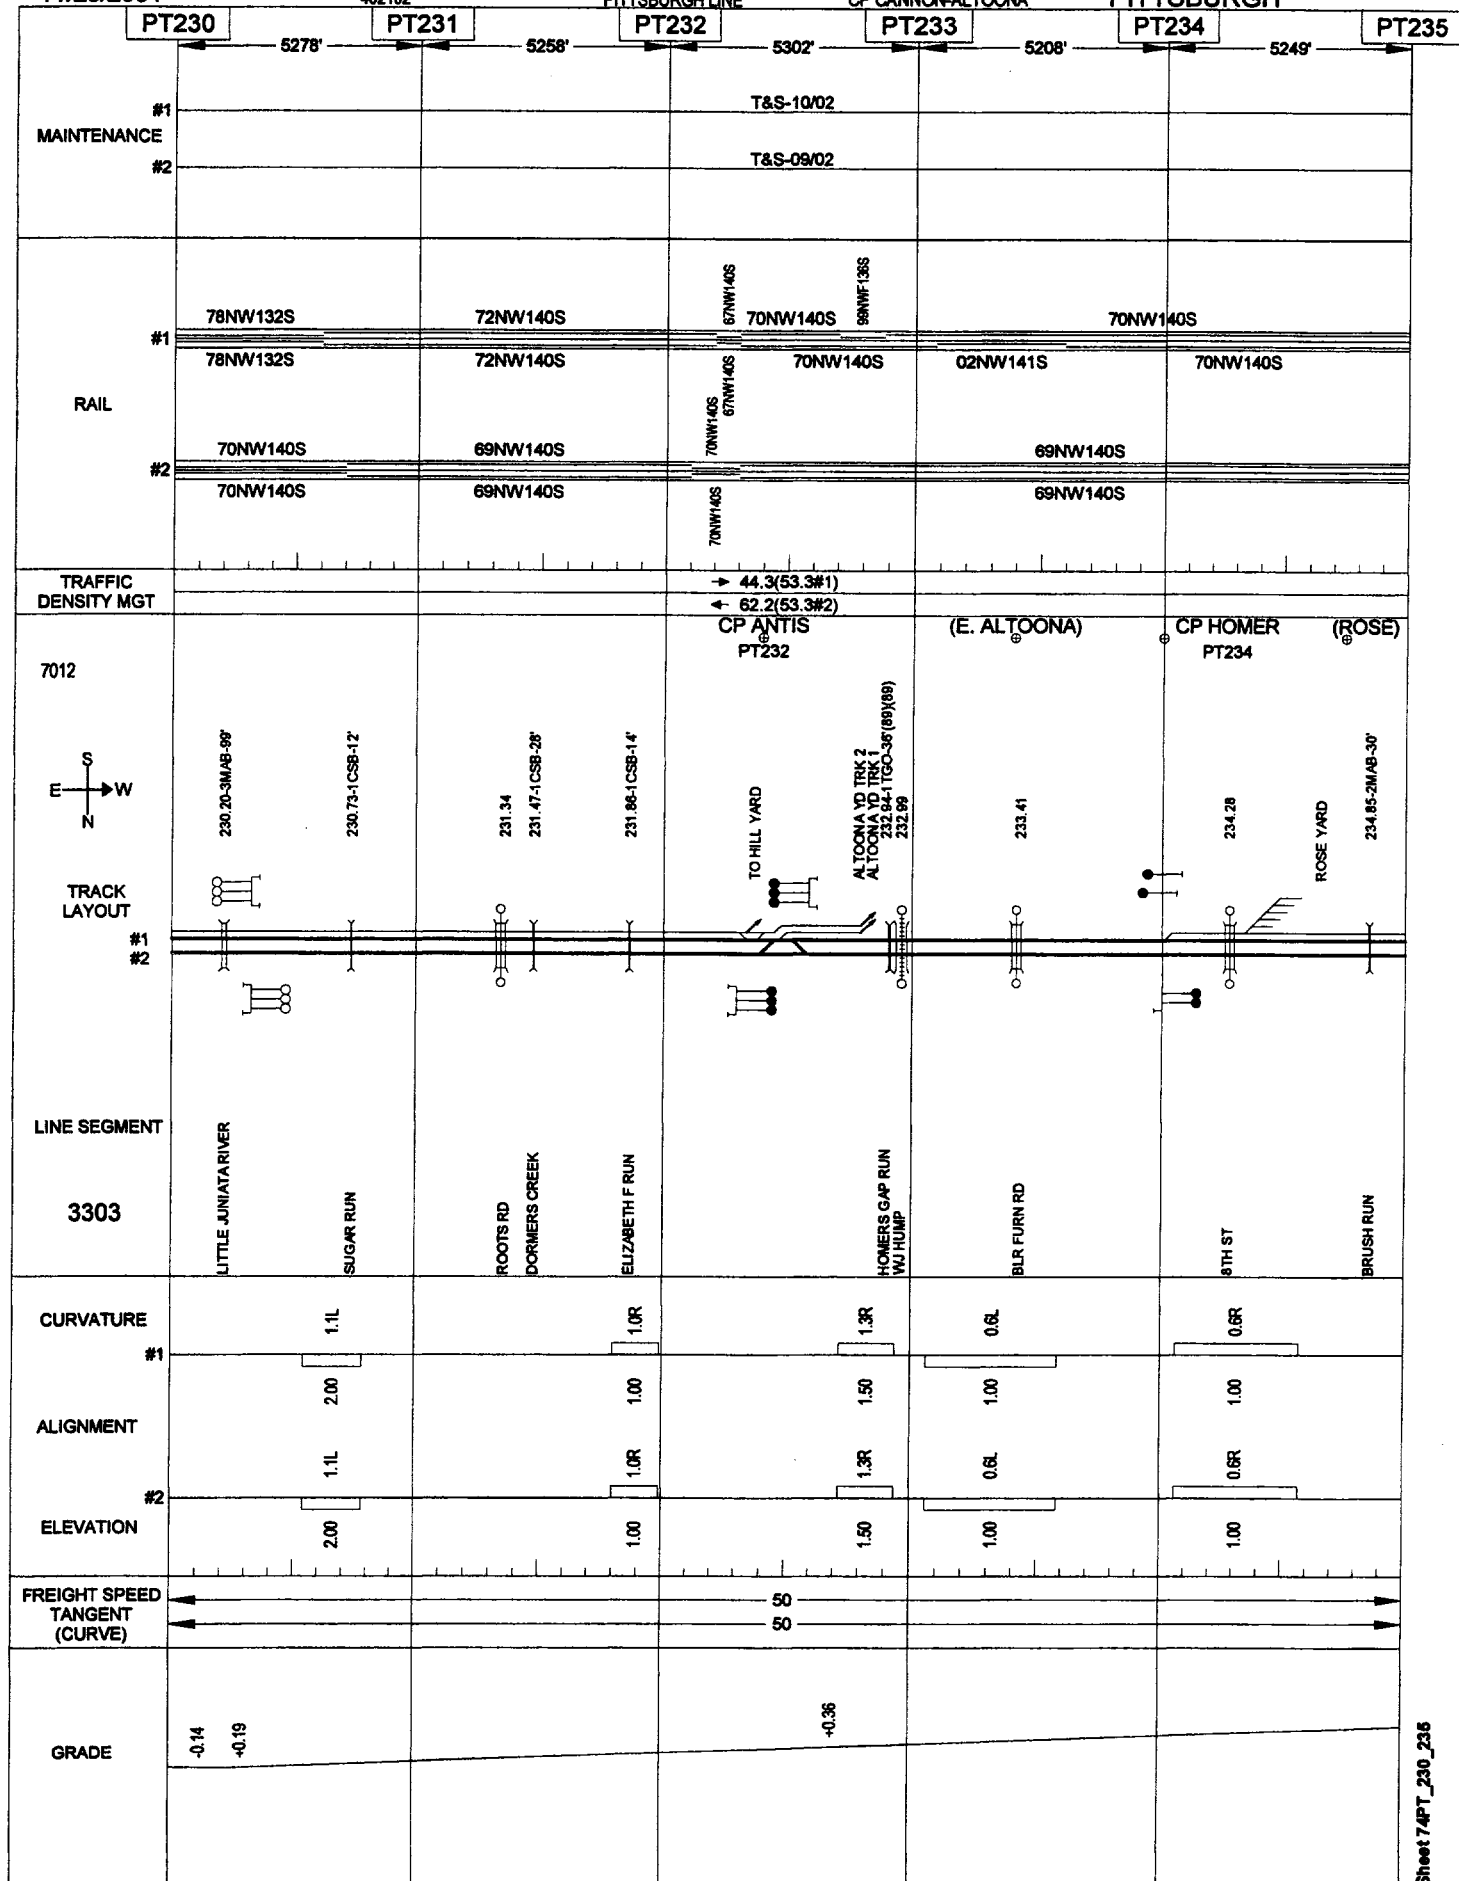 PITTSBURGH LINE CP CANNON-ALTOONA PITTSBURGH
PT230 PT231 PT232 PT233 PT234 PT235
5278' 5258' 5302' 5208' 5249'
#1 T&S-10/02
MAINTENANCE
#2 T&S-09/02
67NW140S 99NWF136S
78NW132S 72NW140S 70NW140S 70NW140S
#1
78NW132S 72NW140S 70NW140S 02NW141S 70NW140S
67NW140S
RAIL
70NW140S
70NW140S 69NW140S 69NW140S
#2
70NW140S 69NW140S 69NW140S
70NW140S
TRAFFIC
DENSITY MGT
→ 44.3(53.3#1)
← 62.2(53.3#2)
CP ANTIS (E. ALTOONA) CP HOMER (ROSE)
PT232 PT234
7012
S
E W
N
230.20-3MAB-99'
230.73-1CSB-12'
231.34
231.47-1CSB-28'
231.86-1CSB-14'
TO HILL YARD
ALTOONA YD TRK 2
ALTOONA YD TRK 1
232.94-1TGO-36'(89)(89)
232.99
233.41
234.28
ROSE YARD
234.85-2MAB-30'
TRACK
LAYOUT
#1
#2
LINE SEGMENT
3303
LITTLE JUNIATA RIVER
SUGAR RUN
ROOTS RD
DORMERS CREEK
ELIZABETH F RUN
HOMERS GAP RUN
WJ HUMP
BLR FURN RD
8TH ST
BRUSH RUN
CURVATURE
1.1L 1.0R 1.3R 0.6L 0.6R
#1
2.00 1.00 1.50 1.00 1.00
ALIGNMENT
1.1L 1.0R 1.3R 0.6L 0.6R
#2
ELEVATION
2.00 1.00 1.50 1.00 1.00
FREIGHT SPEED
TANGENT
(CURVE)
50
50
GRADE
-0.14 +0.19 +0.36
Sheet 74PT_230_235